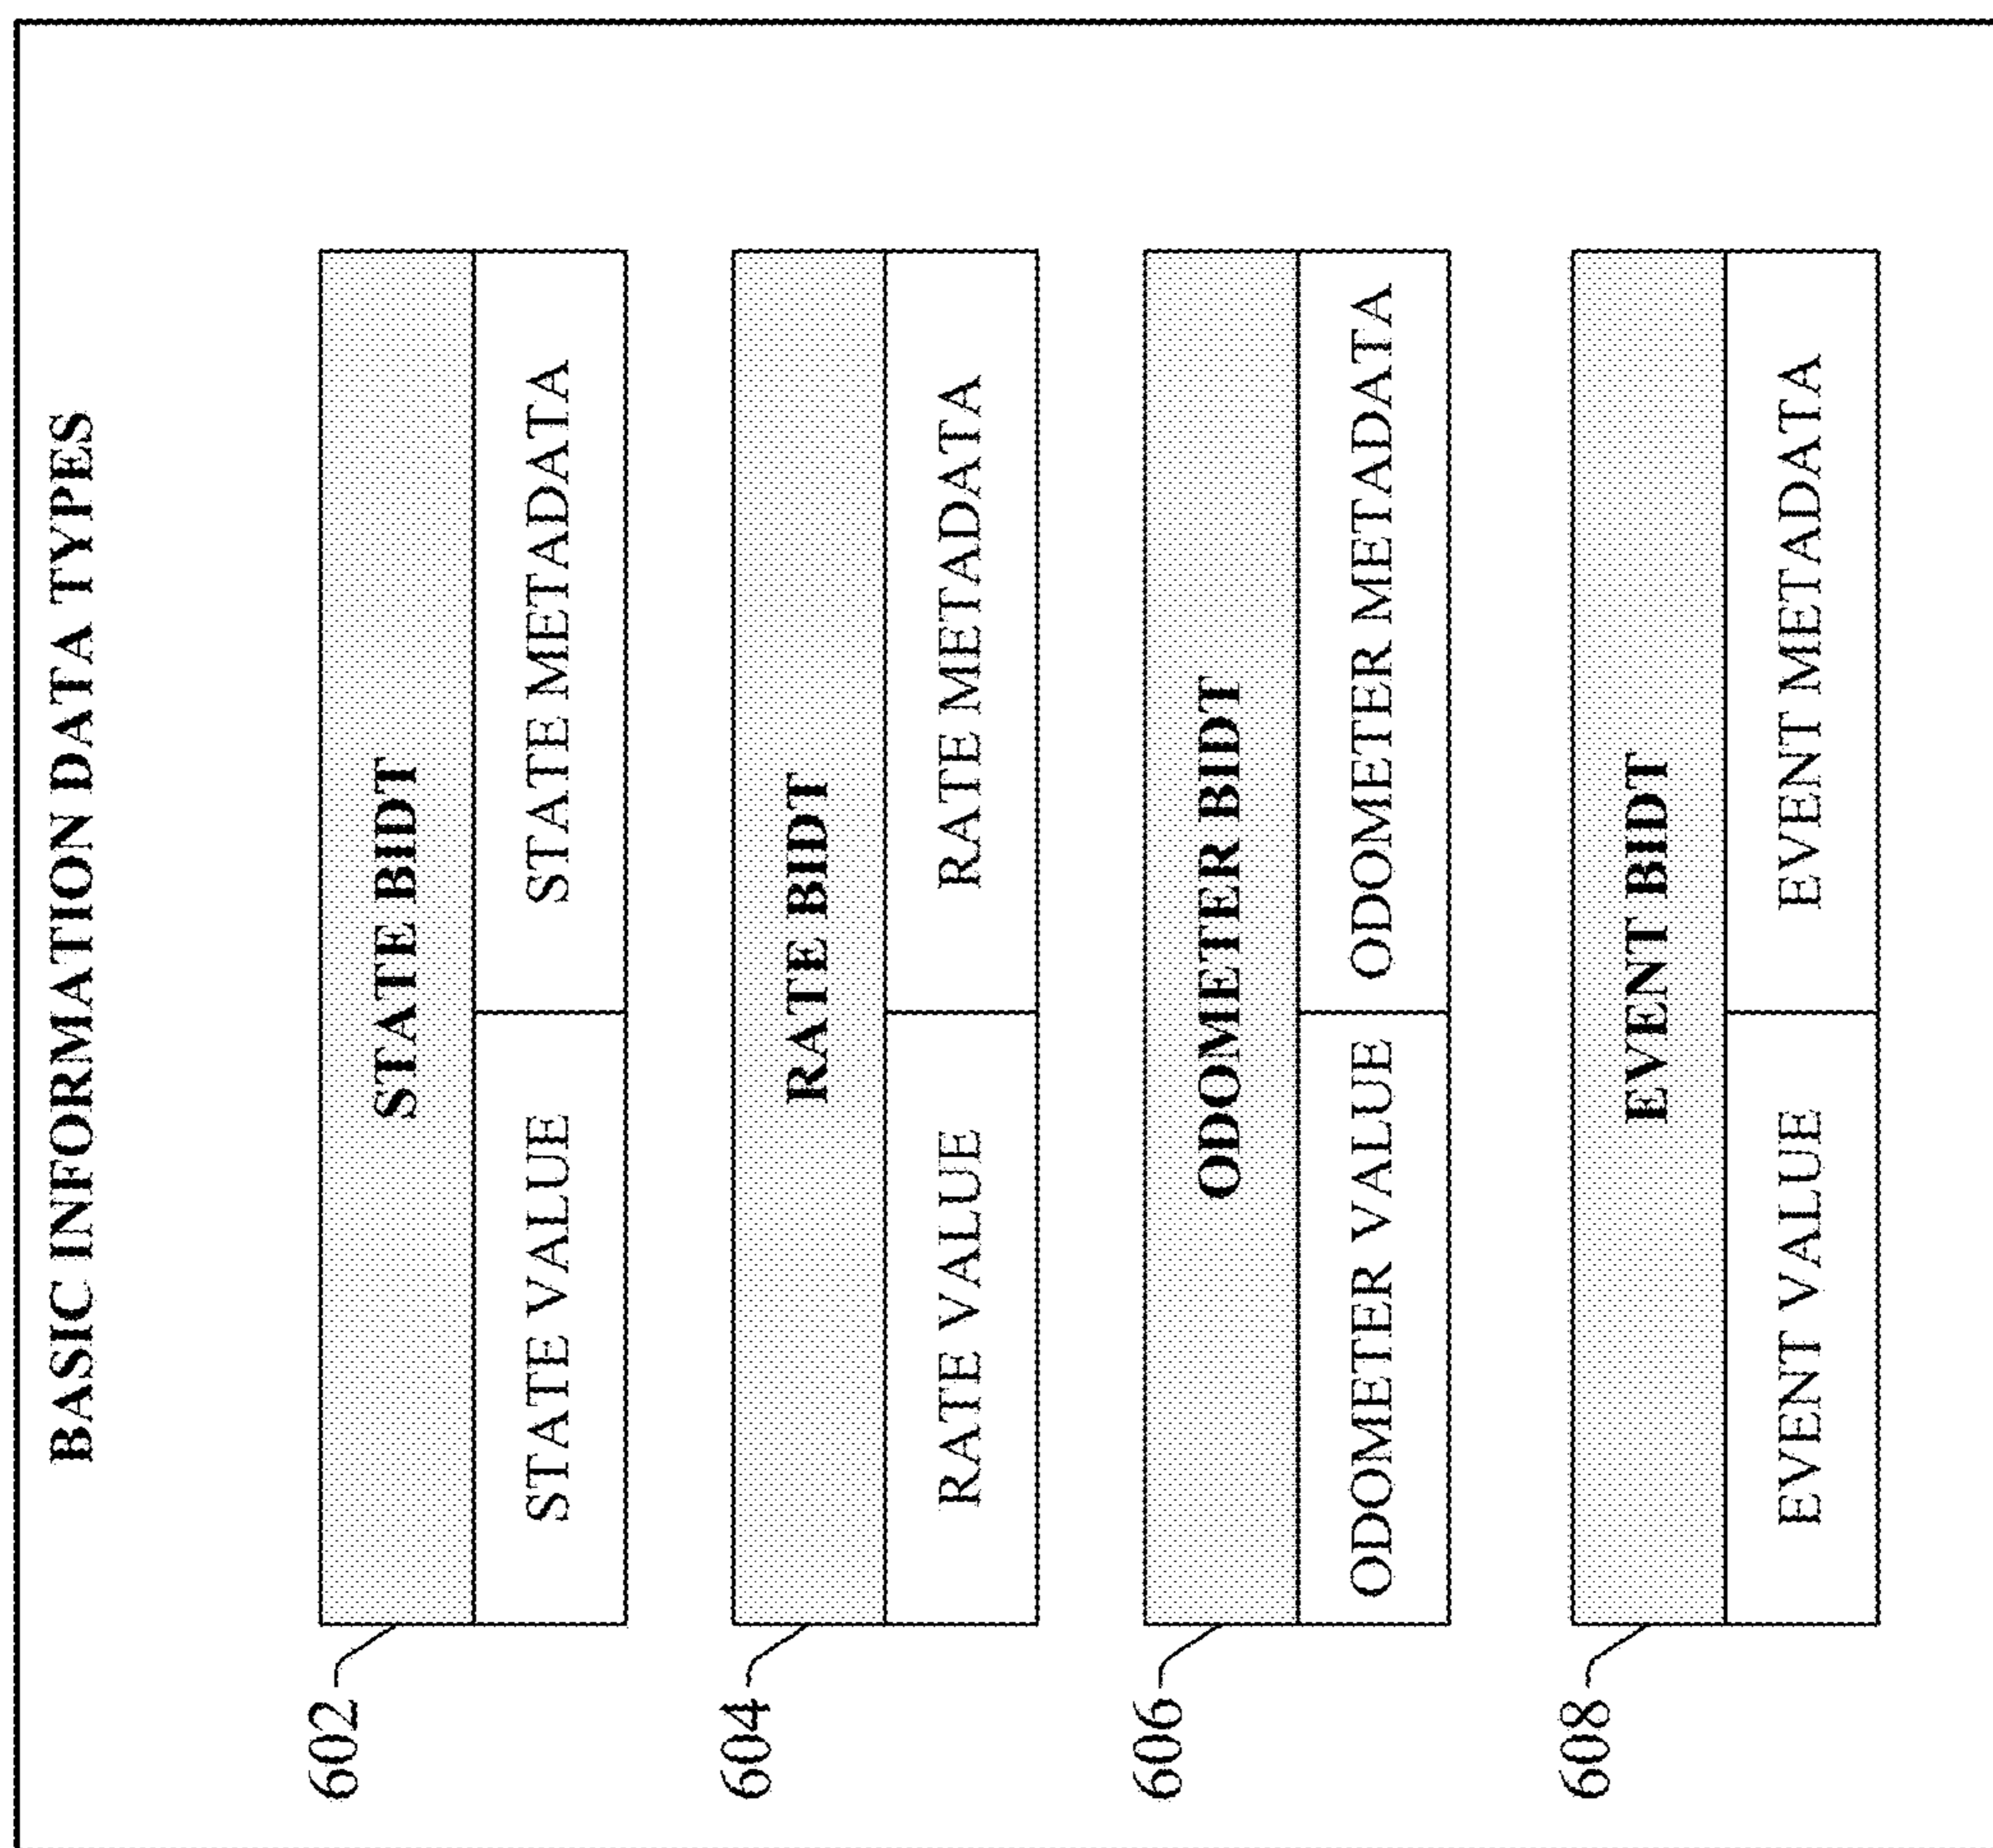 BASIC INFORMATION DATA TYPES
602
STATE BIDT
STATE VALUE
STATE METADATA
604
RATE BIDT
RATE VALUE
RATE METADATA
606
ODOMETER BIDT
ODOMETER VALUE
ODOMETER METADATA
608
EVENT BIDT
EVENT VALUE
EVENT METADATA